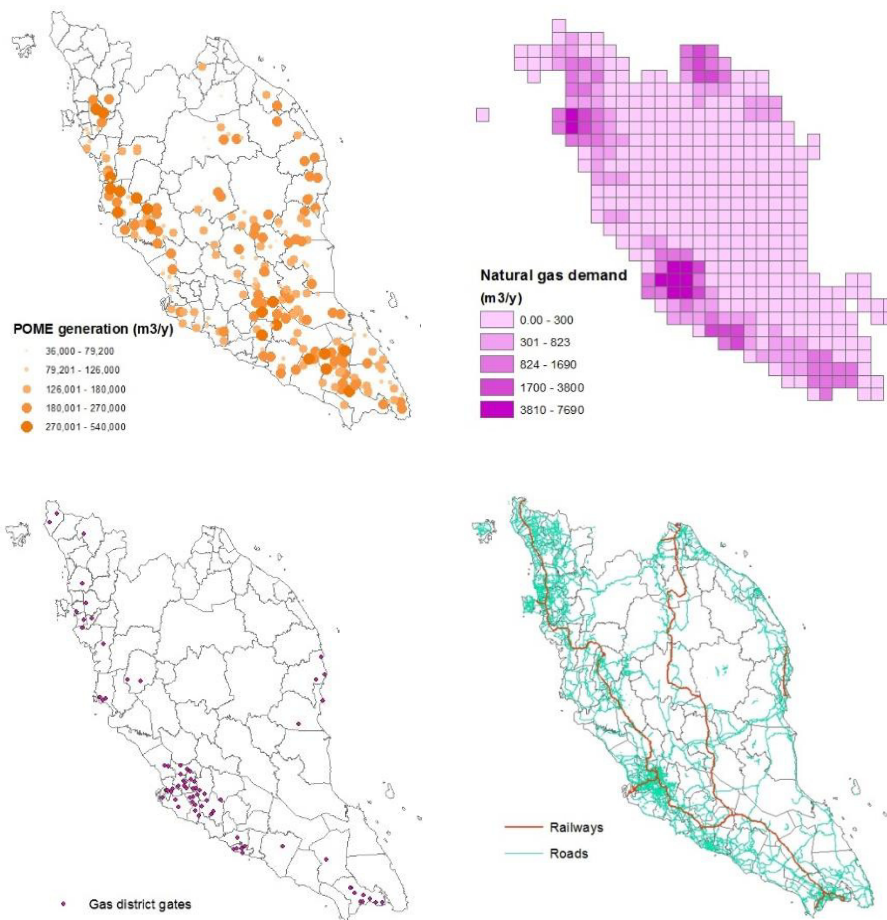 POME generation (m3/y)
36,000 - 79,200
79,201 - 126,000
126,001 - 180,000
180,001 - 270,000
270,001 - 540,000
Natural gas demand
(m3/y)
0.00 - 300
301 - 823
824 - 1690
1700 - 3800
3810 - 7690
Gas district gates
Railways
Roads